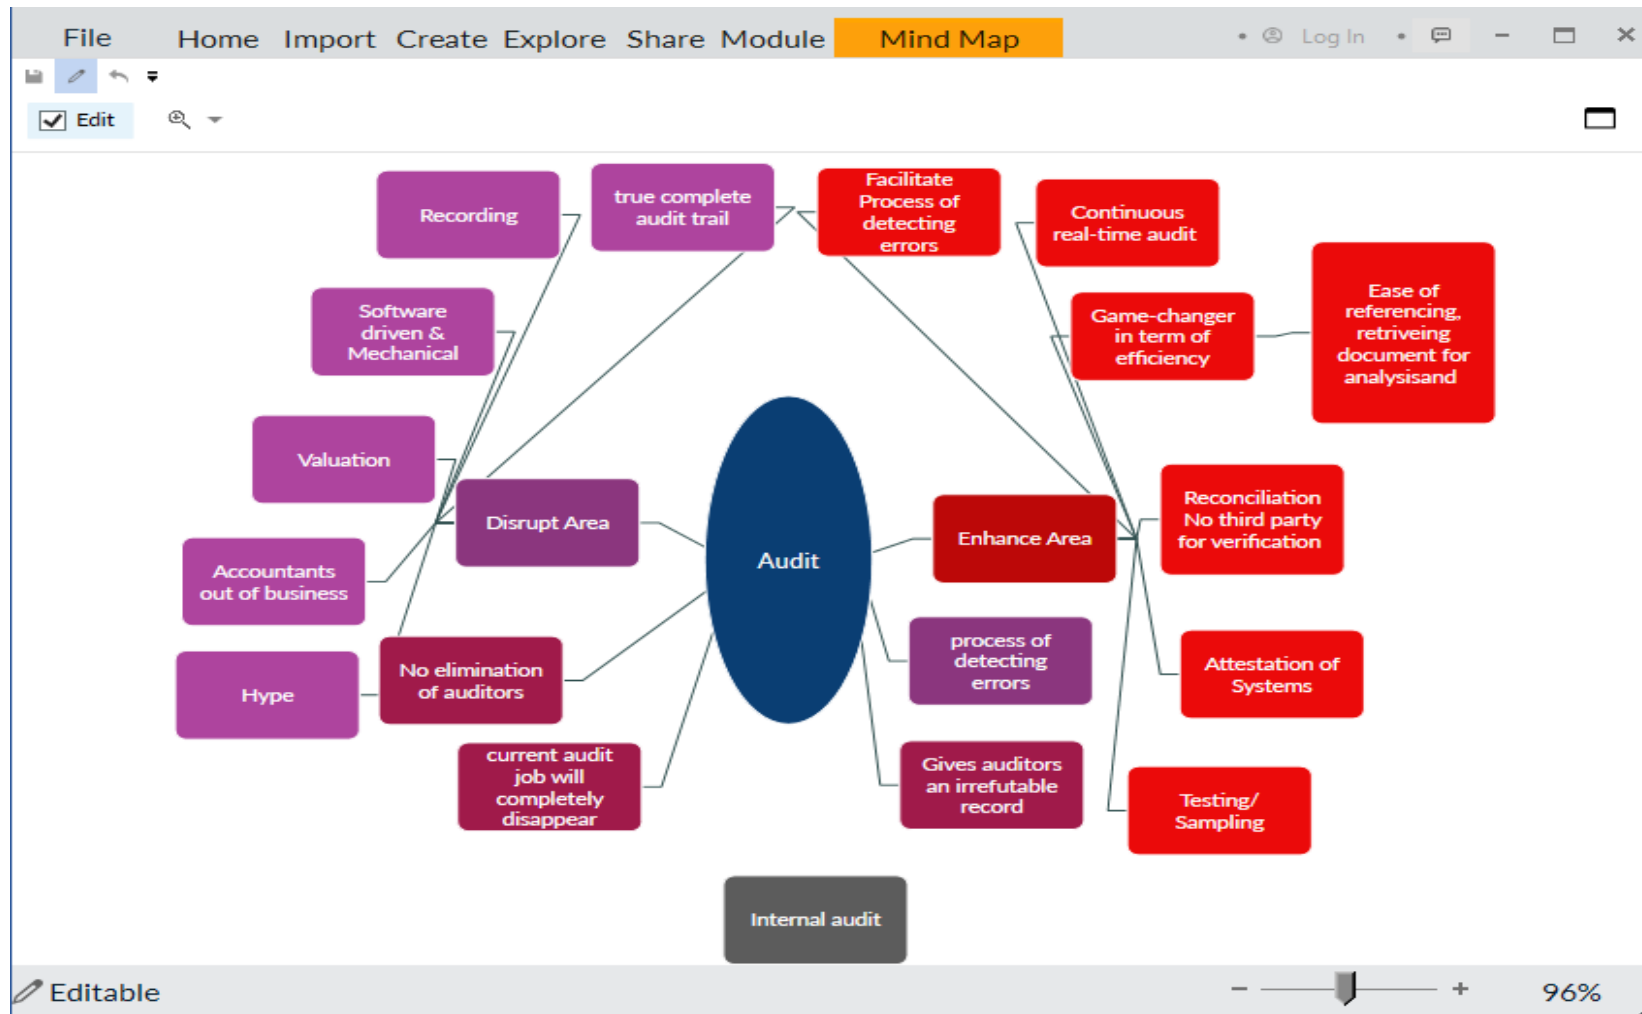 File Home Import Create Explore Share Module Mind Map Log In
Edit
Recording
true complete
audit trail
Facilitate
Process of
detecting
errors
Continuous
real-time audit
Software
driven &
Mechanical
Game-changer
in term of
efficiency
Ease of
referencing,
retriveing
document for
analysisand
Valuation
Disrupt Area
Audit
Enhance Area
Reconciliation
No third party
for verification
Accountants
out of business
Hype
No elimination
of auditors
process of
detecting
errors
Attestation of
Systems
current audit
job will
completely
disappear
Gives auditors
an irrefutable
record
Testing/
Sampling
Internal audit
Editable
96%